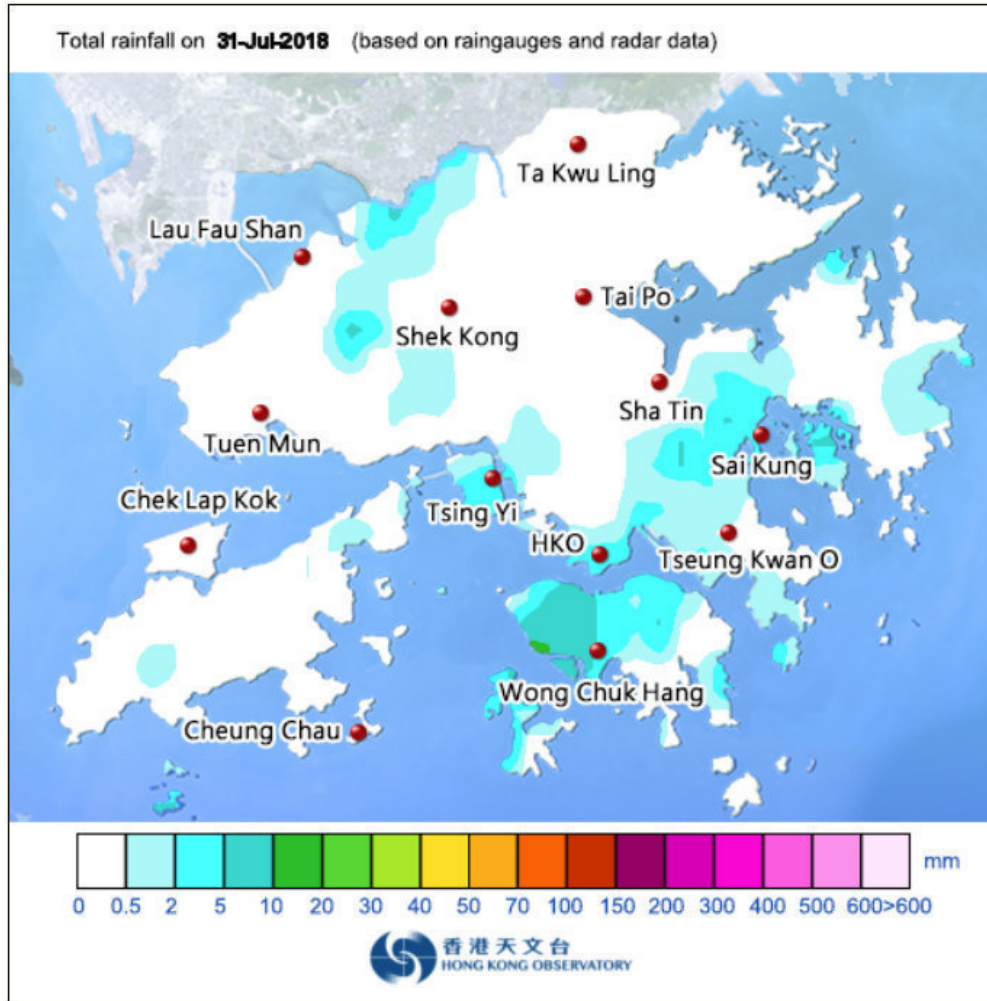 Total rainfall on 31-Jul-2018 (based on raingauges and radar data)
Ta Kwu Ling
Lau Fau Shan
Tai Po
Shek Kong
Sha Tin
Tuen Mun
Sai Kung
Chek Lap Kok
Tsing Yi
HKO
Tseung Kwan O
Wong Chuk Hang
Cheung Chau
mm
0 0.5 2 5 10 20 30 40 50 70 100 150 200 300 400 500 600>600
香港天文台
HONG KONG OBSERVATORY